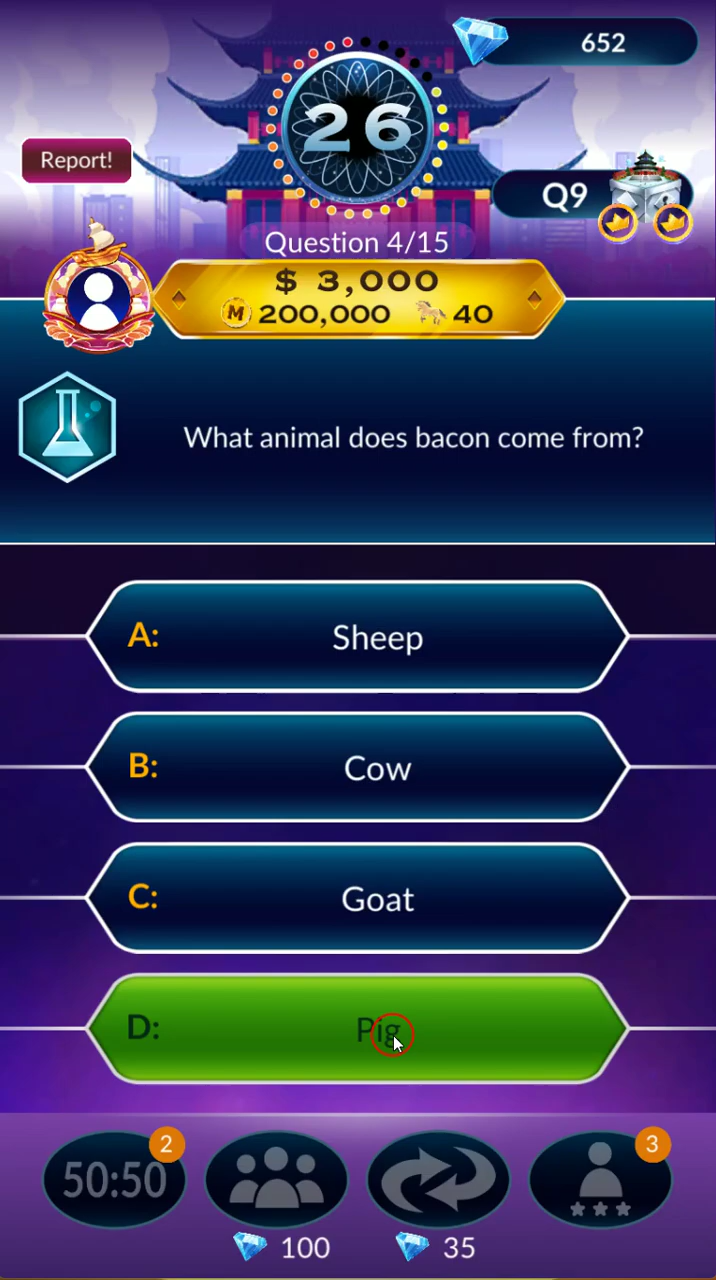 652
26
Report!
Q9
Question 4/15
$ 3,000
M 200,000 40
What animal does bacon come from?
A: Sheep
B: Cow
C: Goat
D: Pig
2
3
50:50
100 35